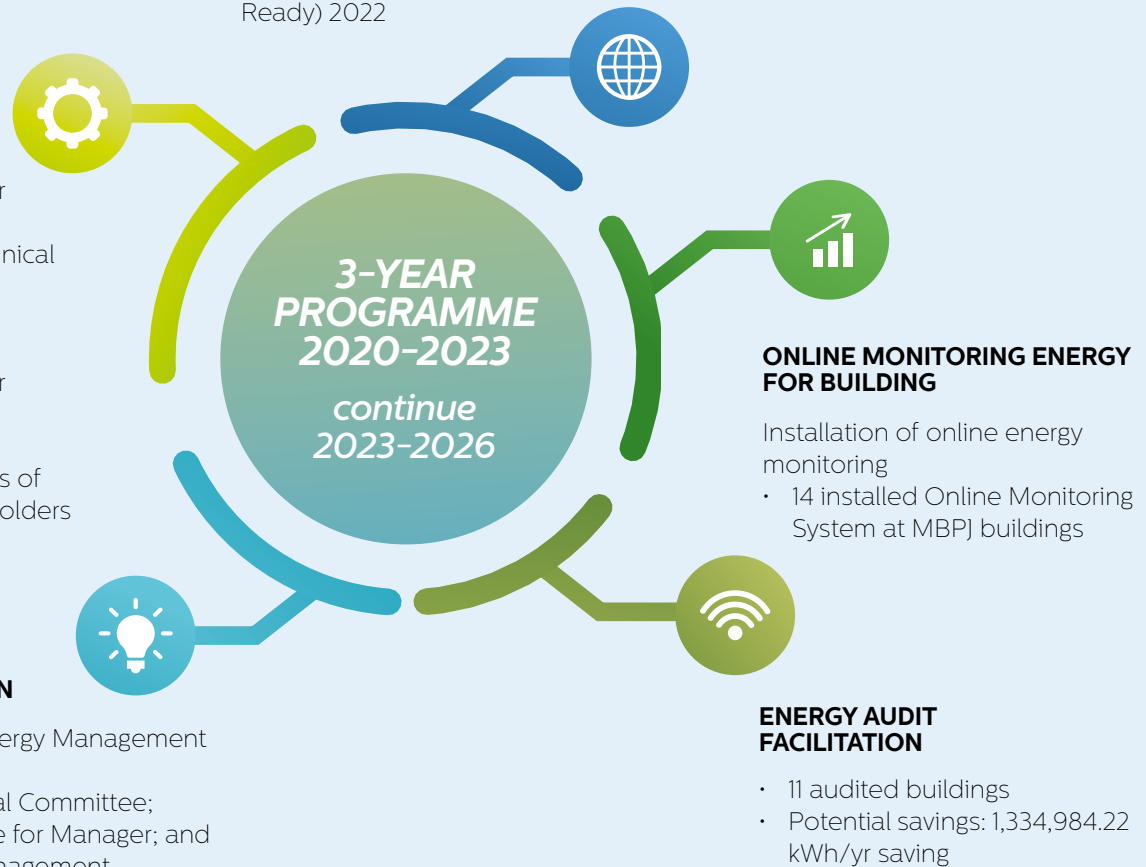 Ready) 2022
r
nical
r
s of
olders
N
ergy Management
al Committee;
e for Manager; and
3-YEAR
PROGRAMME
2020-2023
continue
2023-2026
ONLINE MONITORING ENERGY
FOR BUILDING
Installation of online energy
monitoring
• 14 installed Online Monitoring
System at MBPJ buildings
ENERGY AUDIT
FACILITATION
• 11 audited buildings
• Potential savings: 1,334,984.22
kWh/yr saving